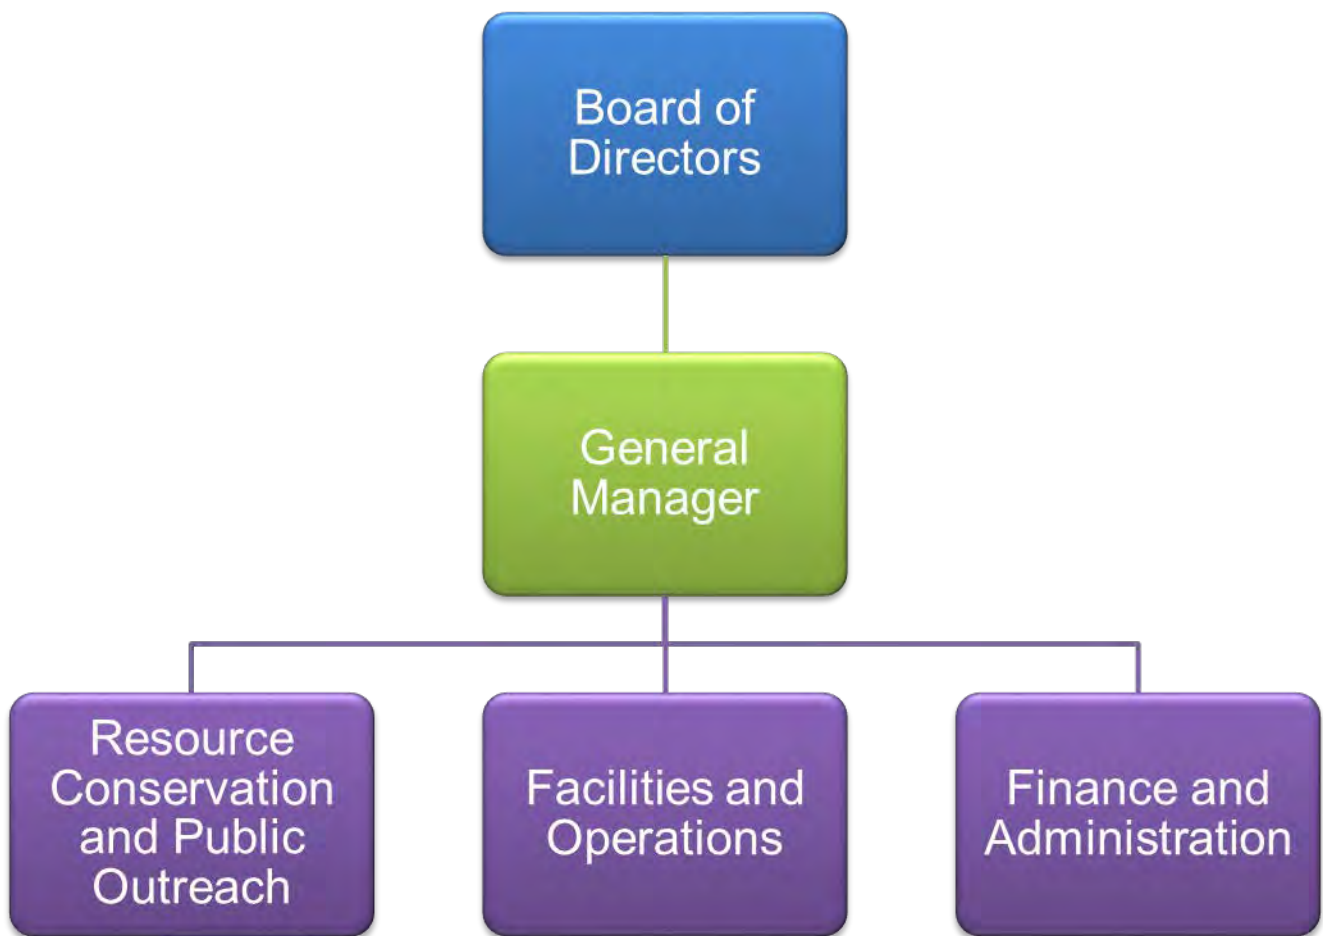 Board of
Directors
General
Manager
Resource
Conservation
and Public
Outreach
Facilities and
Operations
Finance and
Administration